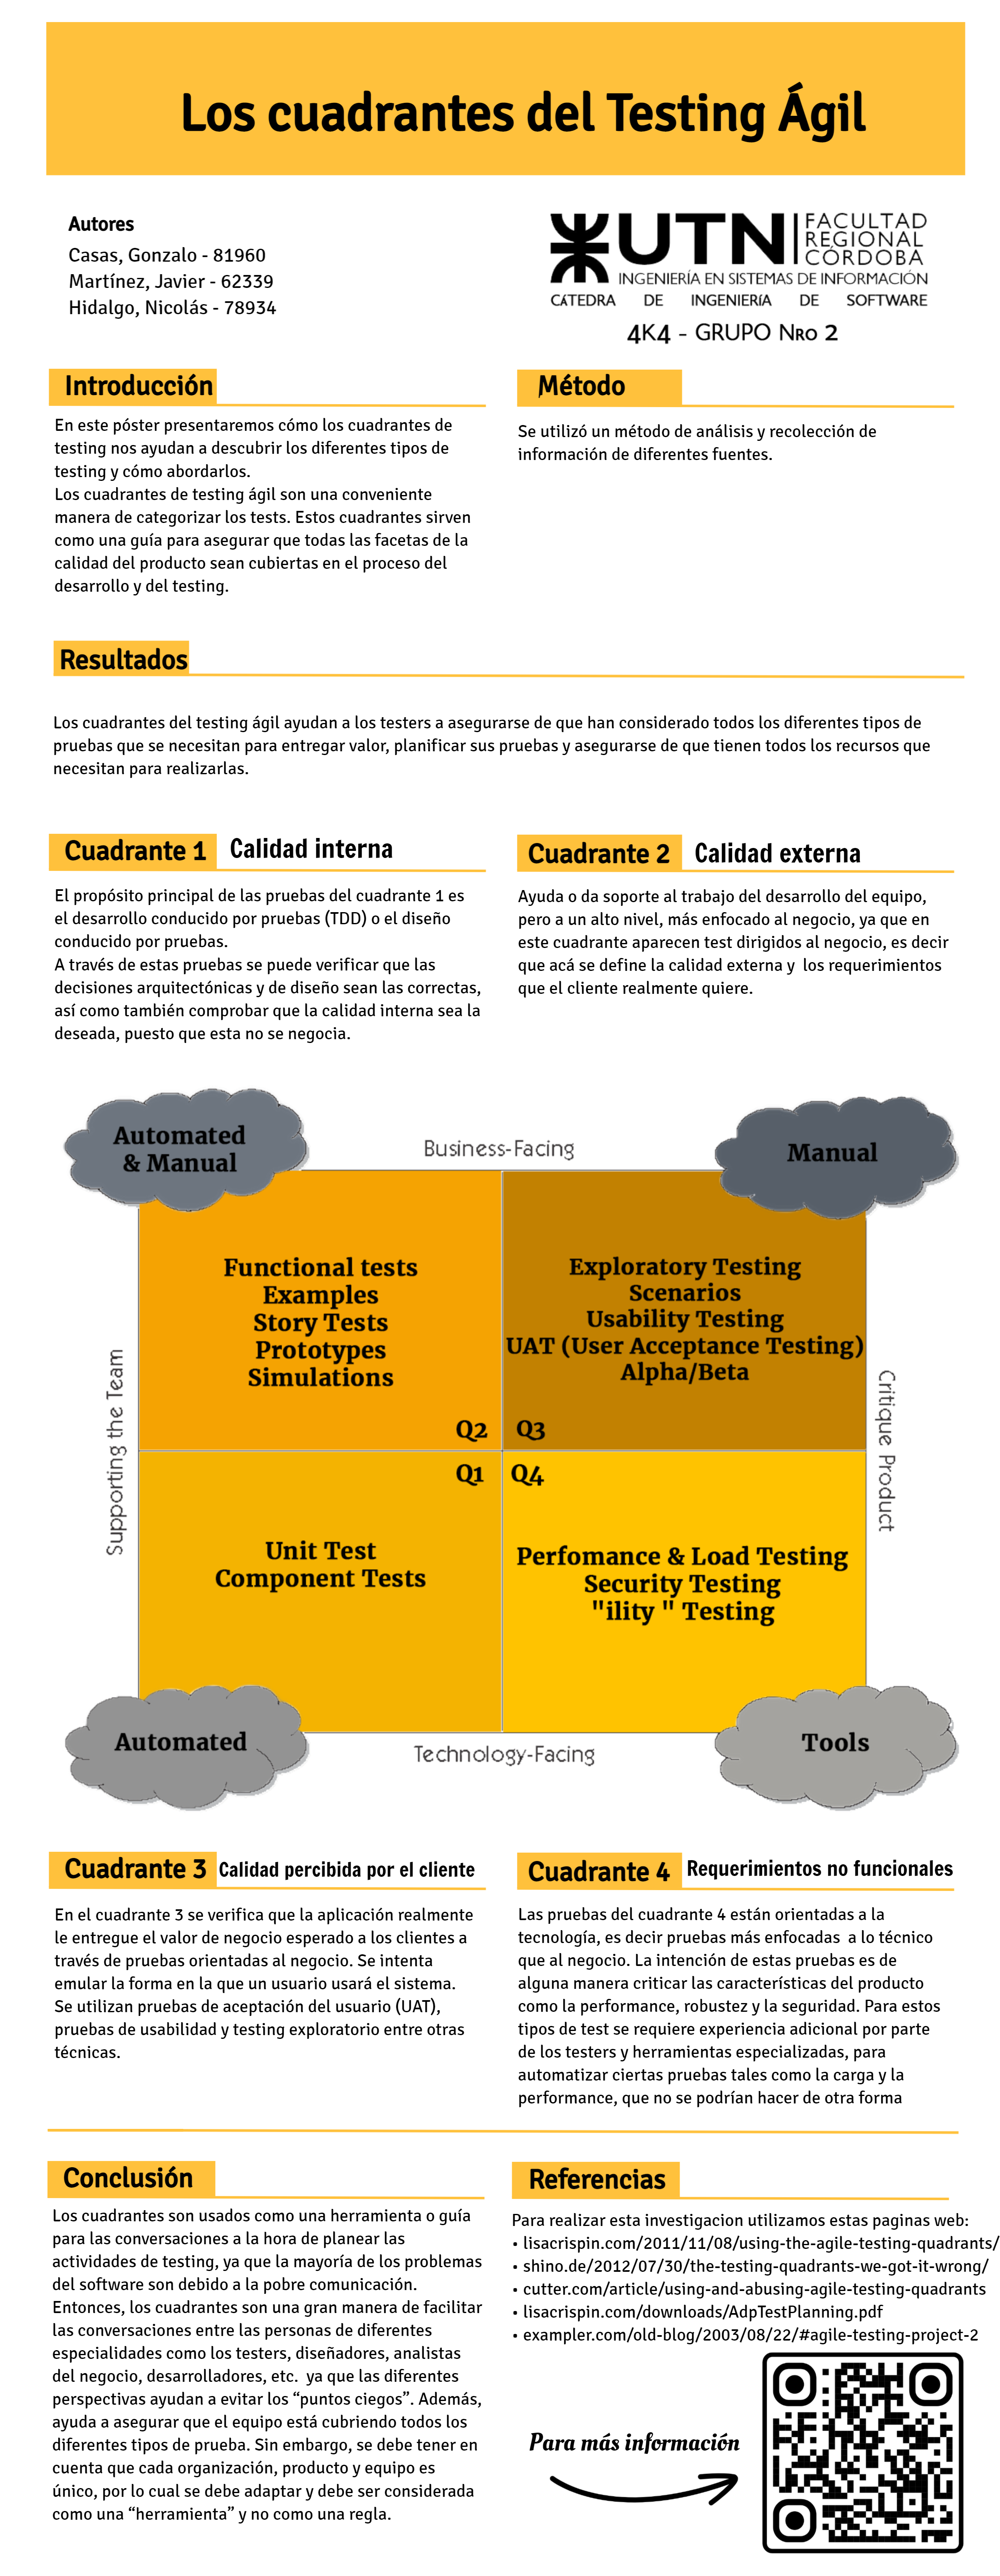 Los cuadrantes del Testing Ágil
Autores
Casas, Gonzalo - 81960
Martínez, Javier - 62339
Hidalgo, Nicolás - 78934
UTN
FACULTAD
REGIONAL
CÓRDOBA
INGENIERÍA EN SISTEMAS DE INFORMACIÓN
CÁTEDRA DE INGENIERÍA DE SOFTWARE
4K4 - GRUPO Nro 2
Introducción
En este póster presentaremos cómo los cuadrantes de
testing nos ayudan a descubrir los diferentes tipos de
testing y cómo abordarlos.
Los cuadrantes de testing ágil son una conveniente
manera de categorizar los tests. Estos cuadrantes sirven
como una guía para asegurar que todas las facetas de la
calidad del producto sean cubiertas en el proceso del
desarrollo y del testing.
Método
Se utilizó un método de análisis y recolección de
información de diferentes fuentes.
Resultados
Los cuadrantes del testing ágil ayudan a los testers a asegurarse de que han considerado todos los diferentes tipos de
pruebas que se necesitan para entregar valor, planificar sus pruebas y asegurarse de que tienen todos los recursos que
necesitan para realizarlas.
Cuadrante 1 Calidad interna
El propósito principal de las pruebas del cuadrante 1 es
el desarrollo conducido por pruebas (TDD) o el diseño
conducido por pruebas.
A través de estas pruebas se puede verificar que las
decisiones arquitectónicas y de diseño sean las correctas,
así como también comprobar que la calidad interna sea la
deseada, puesto que esta no se negocia.
Cuadrante 2 Calidad externa
Ayuda o da soporte al trabajo del desarrollo del equipo,
pero a un alto nivel, más enfocado al negocio, ya que en
este cuadrante aparecen test dirigidos al negocio, es decir
que acá se define la calidad externa y  los requerimientos
que el cliente realmente quiere.
Automated
& Manual
Business-Facing
Manual
Functional tests
Examples
Story Tests
Prototypes
Simulations
Q2
Exploratory Testing
Scenarios
Usability Testing
UAT (User Acceptance Testing)
Alpha/Beta
Q3
Supporting the Team
Critique Product
Q1
Unit Test
Component Tests
Q4
Perfomance & Load Testing
Security Testing
"ility " Testing
Automated
Technology-Facing
Tools
Cuadrante 3 Calidad percibida por el cliente
En el cuadrante 3 se verifica que la aplicación realmente
le entregue el valor de negocio esperado a los clientes a
través de pruebas orientadas al negocio. Se intenta
emular la forma en la que un usuario usará el sistema.
Se utilizan pruebas de aceptación del usuario (UAT),
pruebas de usabilidad y testing exploratorio entre otras
técnicas.
Cuadrante 4 Requerimientos no funcionales
Las pruebas del cuadrante 4 están orientadas a la
tecnología, es decir pruebas más enfocadas  a lo técnico
que al negocio. La intención de estas pruebas es de
alguna manera criticar las características del producto
como la performance, robustez y la seguridad. Para estos
tipos de test se requiere experiencia adicional por parte
de los testers y herramientas especializadas, para
automatizar ciertas pruebas tales como la carga y la
performance, que no se podrían hacer de otra forma
Conclusión
Los cuadrantes son usados como una herramienta o guía
para las conversaciones a la hora de planear las
actividades de testing, ya que la mayoría de los problemas
del software son debido a la pobre comunicación.
Entonces, los cuadrantes son una gran manera de facilitar
las conversaciones entre las personas de diferentes
especialidades como los testers, diseñadores, analistas
del negocio, desarrolladores, etc.  ya que las diferentes
perspectivas ayudan a evitar los “puntos ciegos”. Además,
ayuda a asegurar que el equipo está cubriendo todos los
diferentes tipos de prueba. Sin embargo, se debe tener en
cuenta que cada organización, producto y equipo es
único, por lo cual se debe adaptar y debe ser considerada
como una “herramienta” y no como una regla.
Referencias
Para realizar esta investigacion utilizamos estas paginas web:
• lisacrispin.com/2011/11/08/using-the-agile-testing-quadrants/
• shino.de/2012/07/30/the-testing-quadrants-we-got-it-wrong/
• cutter.com/article/using-and-abusing-agile-testing-quadrants
• lisacrispin.com/downloads/AdpTestPlanning.pdf
• exampler.com/old-blog/2003/08/22/#agile-testing-project-2
Para más información